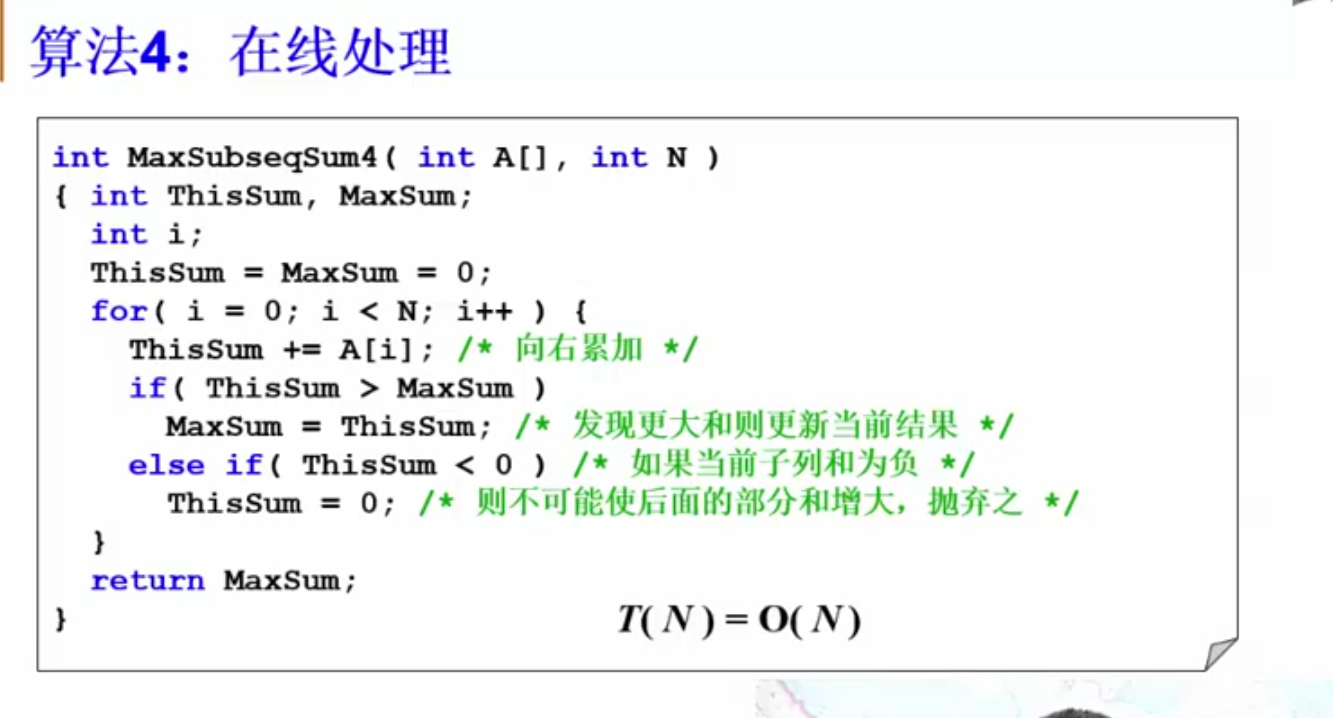 算法4：在线处理
int MaxSubseqSum4( int A[], int N )
{ int ThisSum, MaxSum;
int i;
ThisSum = MaxSum = 0;
for( i = 0; i < N; i++ ) {
ThisSum += A[i]; /* 向右累加 */
if( ThisSum > MaxSum )
MaxSum = ThisSum; /* 发现更大和则更新当前结果 */
else if( ThisSum < 0 ) /* 如果当前子列和为负 */
ThisSum = 0; /* 则不可能使后面的部分和增大，抛弃之 */
}
return MaxSum;
}
T( N ) = O( N )